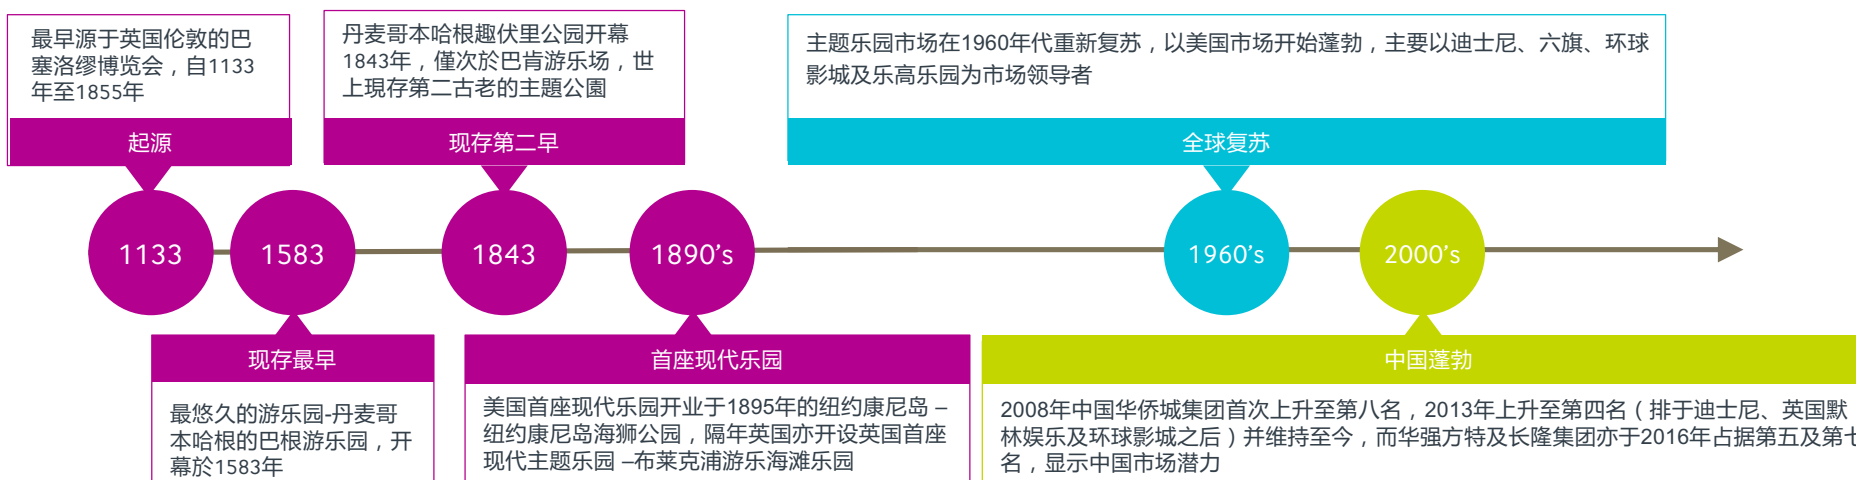 最早源于英国伦敦的巴
塞洛缪博览会，自1133
年至1855年
起源
丹麦哥本哈根趣伏里公园开幕
1843年，僅次於巴肯游乐场，世
上現存第二古老的主題公園
现存第二早
主题乐园市场在1960年代重新复苏，以美国市场开始蓬勃，主要以迪士尼、六旗、环球
影城及乐高乐园为市场领导者
全球复苏
1133
1583
1843
1890's
1960's
2000's
现存最早
最悠久的游乐园-丹麦哥
本哈根的巴根游乐园，开
幕於1583年
首座现代乐园
美国首座现代乐园开业于1895年的纽约康尼岛 –
纽约康尼岛海狮公园，隔年英国亦开设英国首座
现代主题乐园 –布莱克浦游乐海滩乐园
中国蓬勃
2008年中国华侨城集团首次上升至第八名，2013年上升至第四名（排于迪士尼、英国默
林娱乐及环球影城之后）并维持至今，而华强方特及长隆集团亦于2016年占据第五及第七
名，显示中国市场潜力